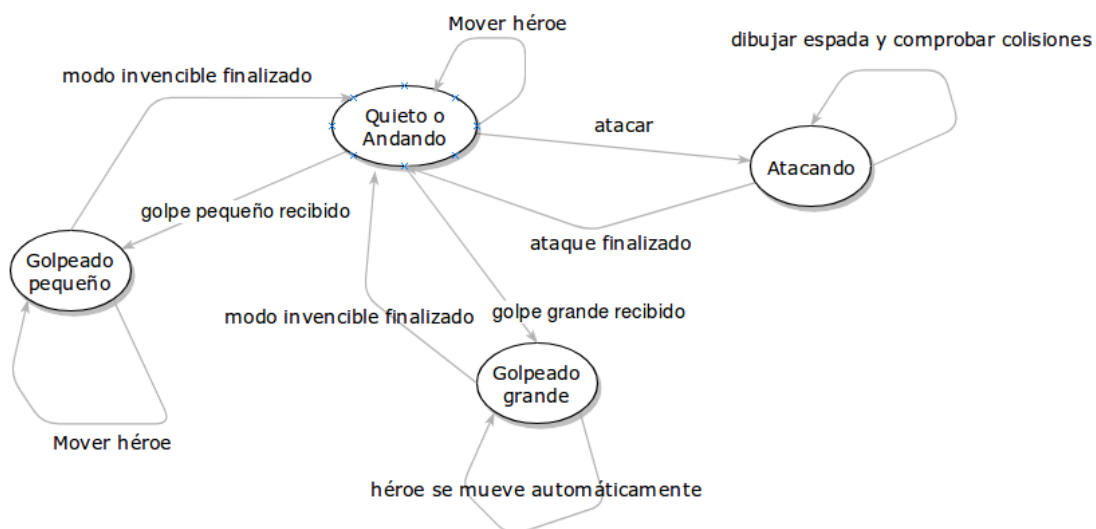 Mover héroe
dibujar espada y comprobar colisiones
modo invencible finalizado
Quieto o
Andando
atacar
Atacando
golpe pequeño recibido
ataque finalizado
Golpeado
pequeño
modo invencible finalizado
golpe grande recibido
Golpeado
grande
Mover héroe
héroe se mueve automáticamente